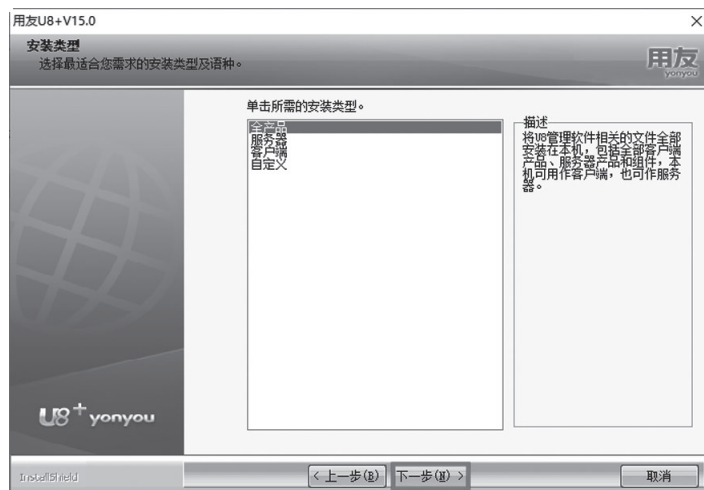 用友U8+V15.0
安装类型
选择最适合您需求的安装类型及语种。
用友
yonyou
单击所需的安装类型。
全产品
服务器
客户端
自定义
描述
将U8管理软件相关的文件全部
安装在本机，包括全部客户端
产品、服务器产品和组件，本
机可用作客户端，也可作服务
器。
U8+ yonyou
InstallShield
< 上一步(B)
下一步(N) >
取消